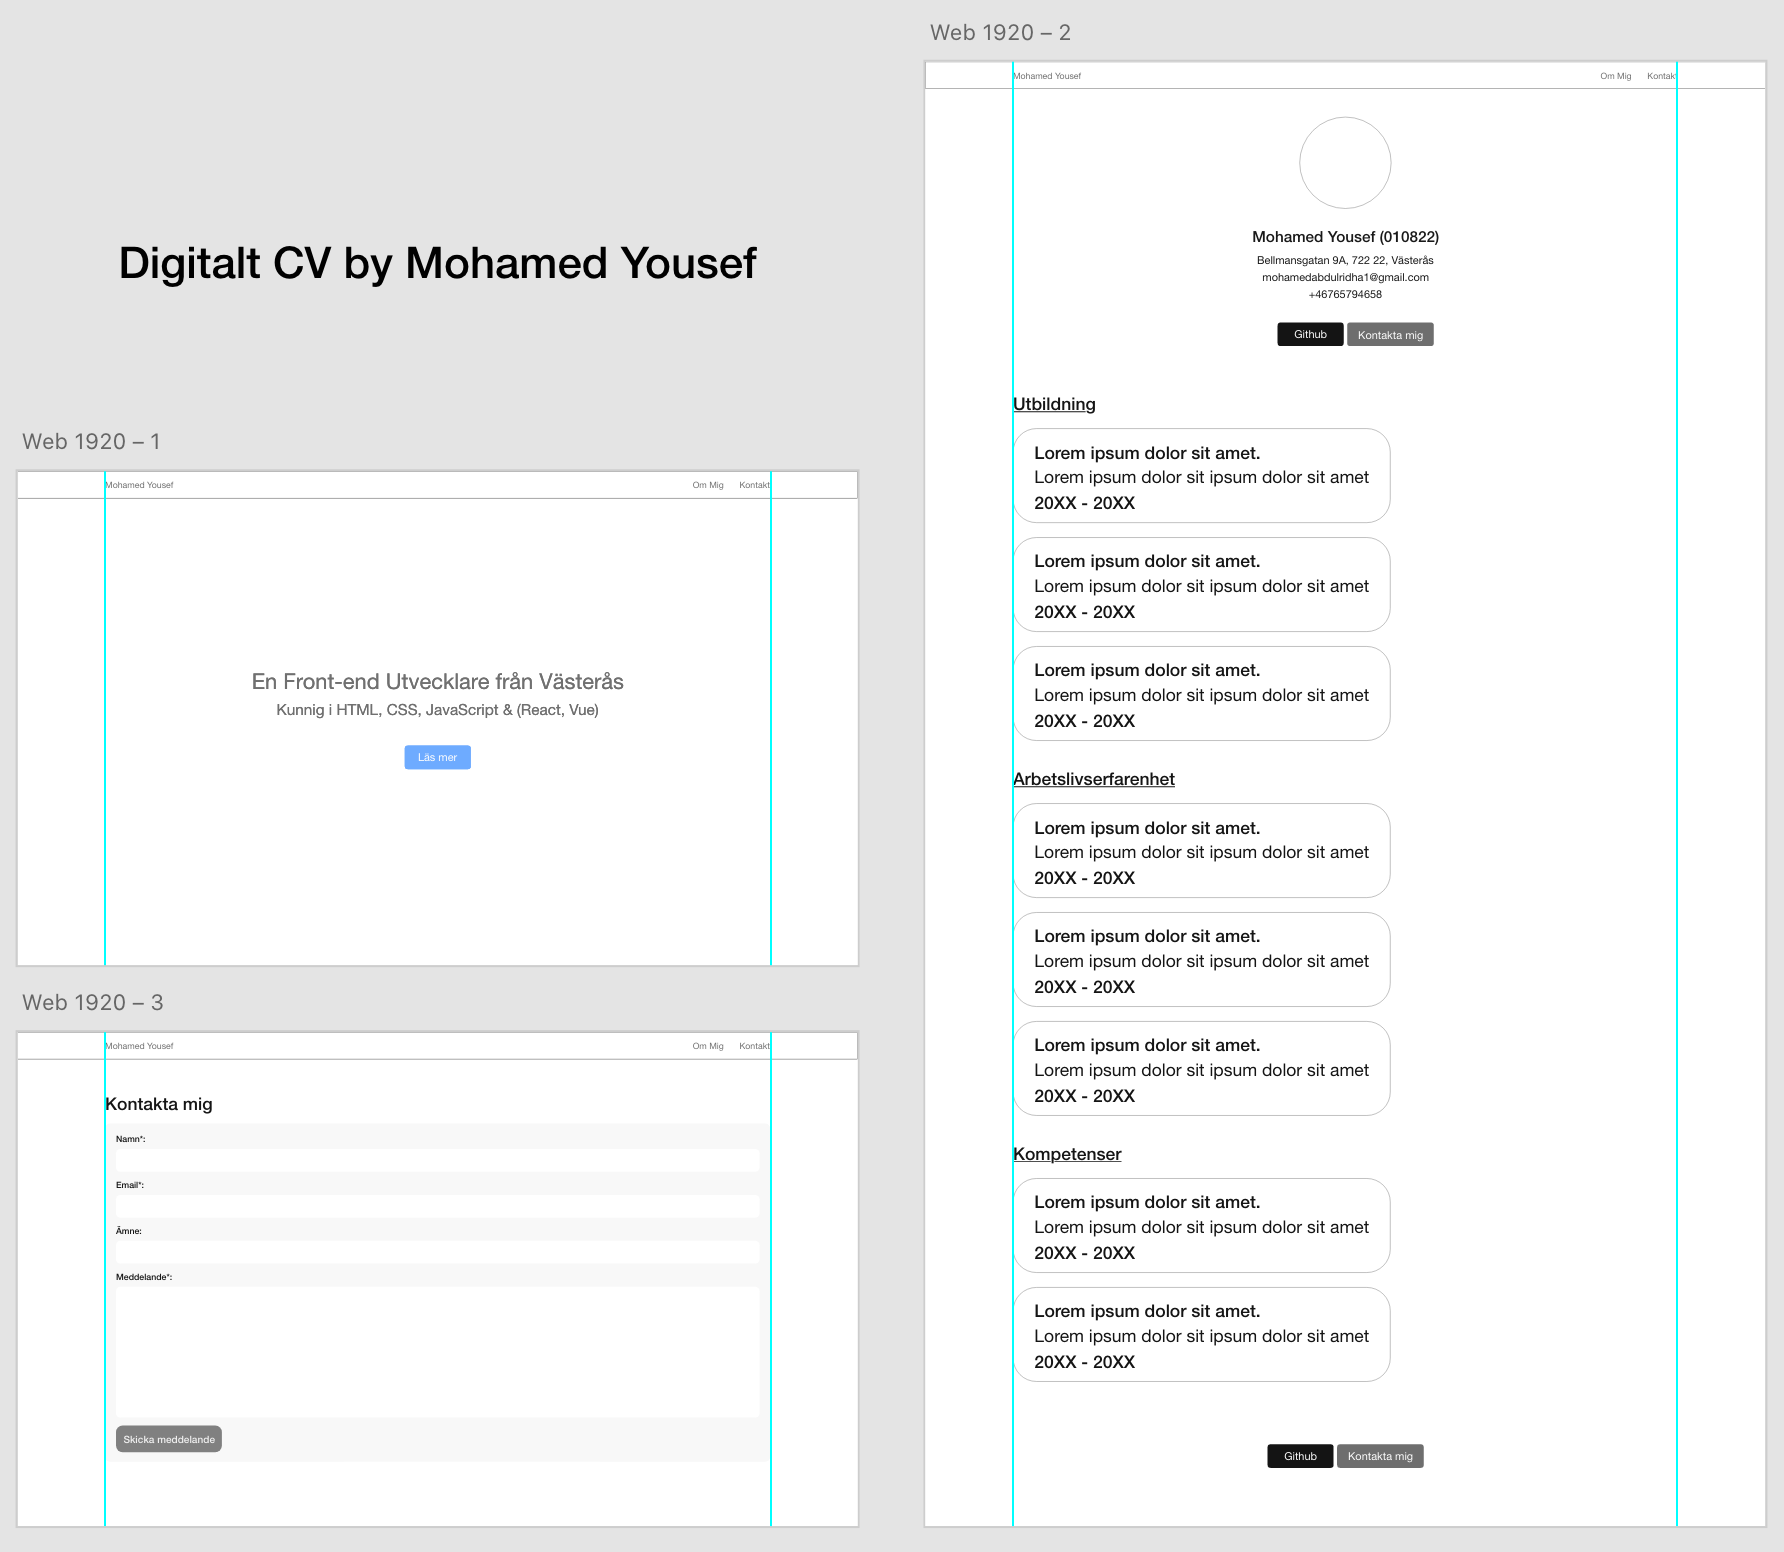 Digitalt CV by Mohamed Yousef
Web 1920 – 1
Mohamed Yousef Om Mig Kontakt
En Front-end Utvecklare från Västerås
Kunnig i HTML, CSS, JavaScript & (React, Vue)
Läs mer
Web 1920 – 3
Mohamed Yousef Om Mig Kontakt
Kontakta mig
Namn*:
Email*:
Ämne:
Meddelande*:
Skicka meddelande
Web 1920 – 2
Mohamed Yousef Om Mig Kontakt
Mohamed Yousef (010822)
Bellmansgatan 9A, 722 22, Västerås
mohamedabdulridha1@gmail.com
+46765794658
Github Kontakta mig
Utbildning
Lorem ipsum dolor sit amet.
Lorem ipsum dolor sit ipsum dolor sit amet
20XX - 20XX
Lorem ipsum dolor sit amet.
Lorem ipsum dolor sit ipsum dolor sit amet
20XX - 20XX
Lorem ipsum dolor sit amet.
Lorem ipsum dolor sit ipsum dolor sit amet
20XX - 20XX
Arbetslivserfarenhet
Lorem ipsum dolor sit amet.
Lorem ipsum dolor sit ipsum dolor sit amet
20XX - 20XX
Lorem ipsum dolor sit amet.
Lorem ipsum dolor sit ipsum dolor sit amet
20XX - 20XX
Lorem ipsum dolor sit amet.
Lorem ipsum dolor sit ipsum dolor sit amet
20XX - 20XX
Kompetenser
Lorem ipsum dolor sit amet.
Lorem ipsum dolor sit ipsum dolor sit amet
20XX - 20XX
Lorem ipsum dolor sit amet.
Lorem ipsum dolor sit ipsum dolor sit amet
20XX - 20XX
Github Kontakta mig